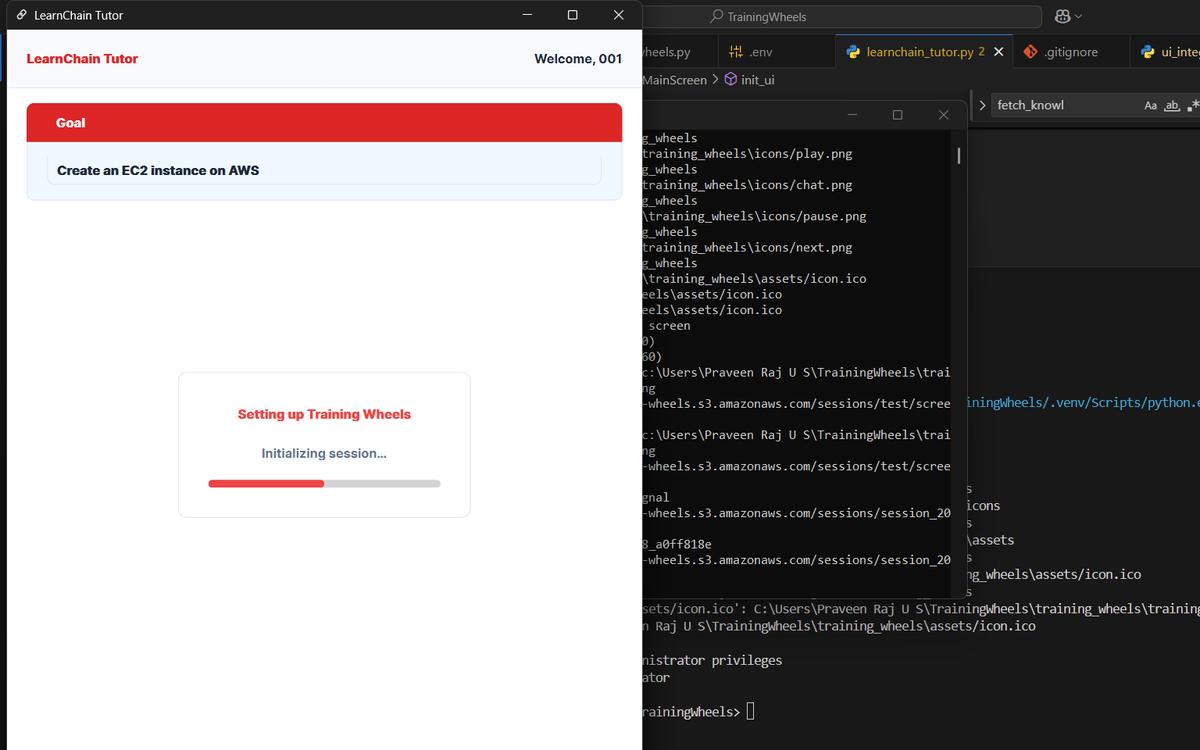 LearnChain Tutor
LearnChain Tutor
Welcome, 001
Goal
Create an EC2 instance on AWS
Setting up Training Wheels
Initializing session...
TrainingWheels
wheels.py
.env
learnchain_tutor.py 2
.gitignore
ui_inte
MainScreen > init_ui
fetch_knowl
Aa ab .*
g_wheels
training_wheels\icons/play.png
g_wheels
training_wheels\icons/chat.png
g_wheels
\training_wheels\icons/pause.png
g_wheels
training_wheels\icons/next.png
g_wheels
\training_wheels\assets/icon.ico
eels\assets/icon.ico
eels\assets/icon.ico
screen
0)
60)
c:\Users\Praveen Raj U S\TrainingWheels\trai
ng
-wheels.s3.amazonaws.com/sessions/test/scree
c:\Users\Praveen Raj U S\TrainingWheels\trai
ng
-wheels.s3.amazonaws.com/sessions/test/scree
gnal
-wheels.s3.amazonaws.com/sessions/session_20
8_a0ff818e
-wheels.s3.amazonaws.com/sessions/session_20
iningWheels/.venv/Scripts/python.e
s
icons
s
\assets
s
ng_wheels\assets/icon.ico
s
sets/icon.ico': C:\Users\Praveen Raj U S\TrainingWheels\training_wheels\training
n Raj U S\TrainingWheels\training_wheels\assets/icon.ico
nistrator privileges
ator
rainingWheels>